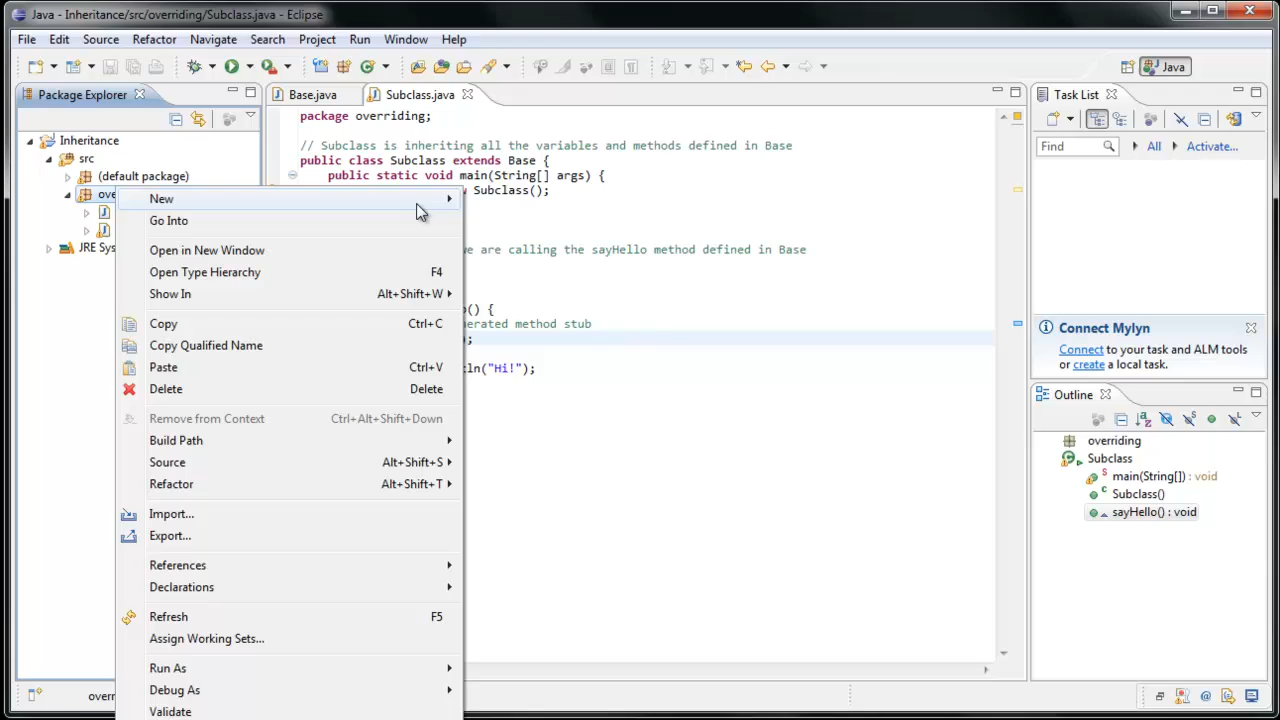 Java - Inheritance/src/overriding/Subclass.java - Eclipse
File Edit Source Refactor Navigate Search Project Run Window Help
Java
Package Explorer
Inheritance
src
(default package)
JRE
New
Go Into
Open in New Window
Open Type Hierarchy F4
Show In Alt+Shift+W
Copy Ctrl+C
Copy Qualified Name
Paste Ctrl+V
Delete Delete
Remove from Context Ctrl+Alt+Shift+Down
Build Path
Source Alt+Shift+S
Refactor Alt+Shift+T
Import...
Export...
References
Declarations
Refresh F5
Assign Working Sets...
Run As
Debug As
Validate
Base.java Subclass.java
package overriding;
// Subclass is inheriting all the variables and methods defined in Base
public class Subclass extends Base {
public static void main(String[] args) {
Subclass();
we are calling the sayHello method defined in Base
() {
erated method stub
;
ln("Hi!");
Task List
Find All Activate...
Connect Mylyn
Connect to your task and ALM tools
or create a local task.
Outline
overriding
Subclass
S main(String[]) : void
C Subclass()
sayHello() : void